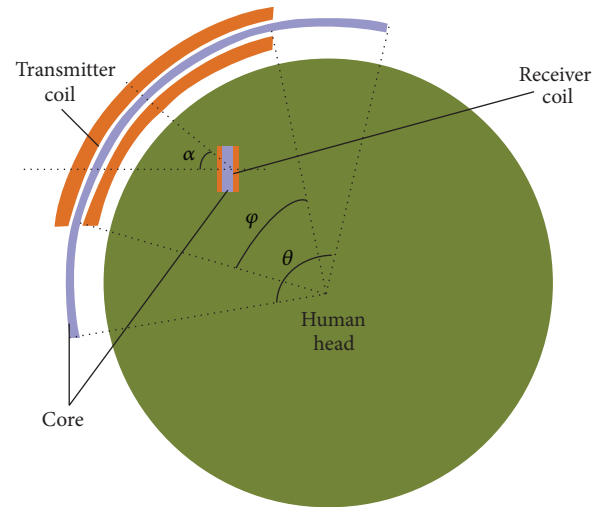 Transmitter
coil
Receiver
coil
α
φ
θ
Human
head
Core